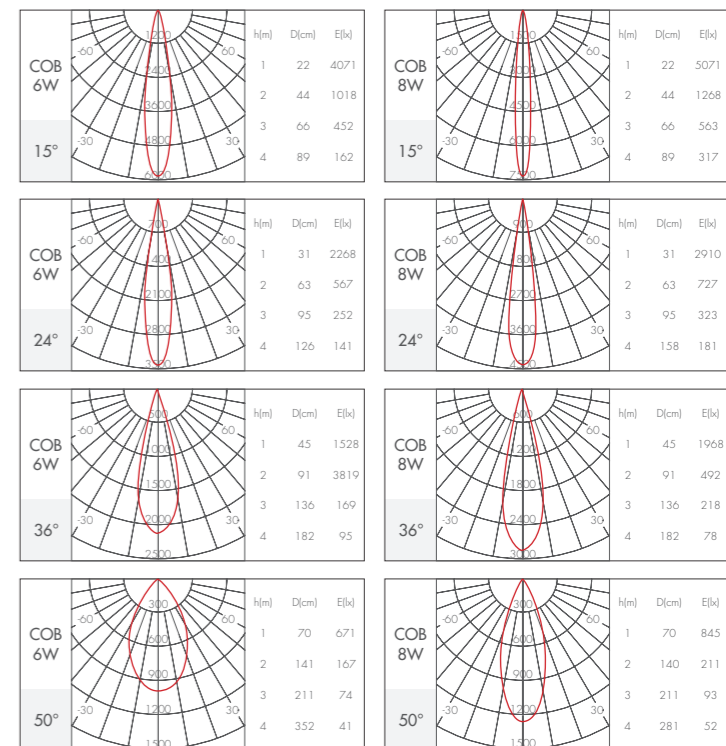 COB
6W
15°
-60
60
-30
30
1200
2400
3600
4800
6000
h(m) D(cm) E(lx)
1 22 4071
2 44 1018
3 66 452
4 89 162
COB
8W
15°
-60
60
-30
30
4500
6000
h(m) D(cm) E(lx)
1 22 5071
2 44 1268
3 66 563
4 89 317
COB
6W
24°
-60
60
-30
30
700
2100
2800
3500
h(m) D(cm) E(lx)
1 31 2268
2 63 567
3 95 252
4 126 141
COB
8W
24°
-60
60
-30
30
900
2700
3600
4500
h(m) D(cm) E(lx)
1 31 2910
2 63 727
3 95 323
4 158 181
COB
6W
36°
-60
60
-30
30
500
1000
1500
2000
2500
h(m) D(cm) E(lx)
1 45 1528
2 91 3819
3 136 169
4 182 95
COB
8W
36°
-60
60
-30
30
600
1800
2400
3000
h(m) D(cm) E(lx)
1 45 1968
2 91 492
3 136 218
4 182 78
COB
6W
50°
-60
60
-30
30
300
600
900
1200
1500
h(m) D(cm) E(lx)
1 70 671
2 141 167
3 211 74
4 352 41
COB
8W
50°
-60
60
-30
30
300
600
900
1200
1500
h(m) D(cm) E(lx)
1 70 845
2 140 211
3 211 93
4 281 52